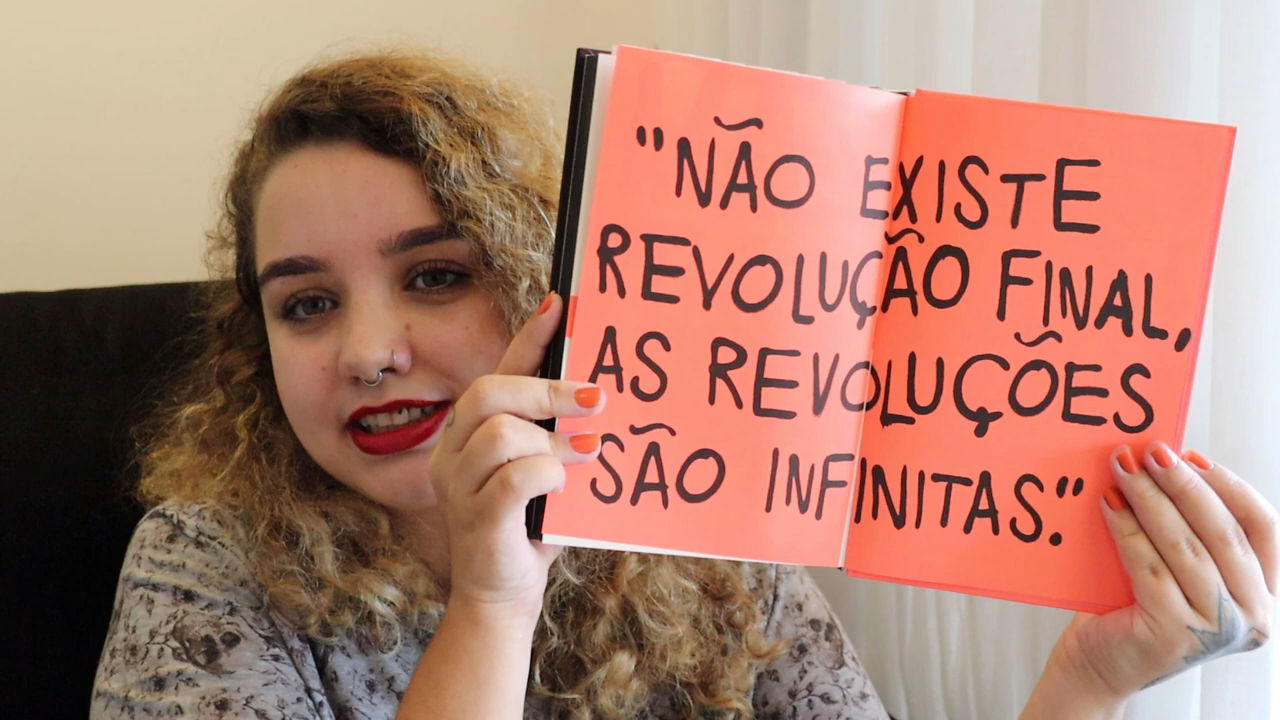 "NÃO EXISTE
REVOLUÇÃO FINAL,
AS REVOLUÇÕES
SÃO INFINITAS."